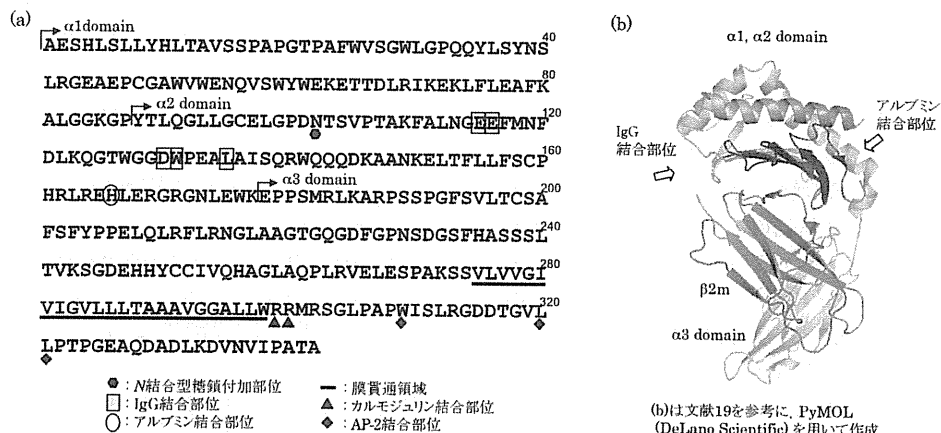 (a)
α1domain
AESHLSLLYHLTAVSSPAPGTPAFWVSGWLGPQQYLSYNS 40
LRGEAEPCGAWVWENQVSWYWEKETTDLRIKEKLFLEAFK 80
α2 domain
ALGGKGPYTLQGLLGCELGPDNTSVPTAKFALNGEEFMNF 120
DLKQGTWGGDWPEALAISQRWQQQDKAANKELTFLLFSCP 160
α3 domain
HRLREHLERGRGNLEWKEPPSMRLKARPSSPGFSVLTCSA 200
FSFYPPELQLRFLRNGLAAGTGQGDFGPNSDGSFHASSSL 240
TVKSGDEHHYCCIVQHAGLAQPLRVELESPAKSSVLVVGI 280
VIGVLLLTAAAVGGALLWRRMRSGLPAPWISLRGDDTGVL 320
LPTPGEAQDADLKDVNVIPATA
：N結合型糖鎖付加部位
：IgG結合部位
：アルブミン結合部位
：膜貫通領域
：カルモジュリン結合部位
：AP-2結合部位
(b)
α1, α2 domain
アルブミン
結合部位
IgG
結合部位
β2m
α3 domain
(b)は文献19を参考に，PyMOL
(DeLano Scientific)を用いて作成